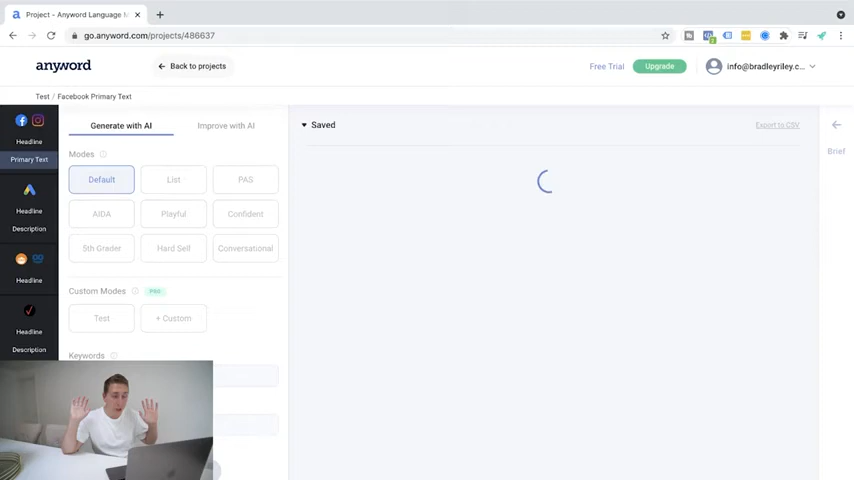 Project - Anyword Language M
go.anyword.com/projects/486637
anyword
Back to projects
Free Trial
Upgrade
info@bradleyriley.c...
Test / Facebook Primary Text
Headline
Primary Text
Headline
Description
Headline
Headline
Description
Generate with AI
Improve with AI
Modes
Default
List
PAS
AIDA
Playful
Confident
5th Grader
Hard Sell
Conversational
Custom Modes
PRO
Test
+ Custom
Keywords
Saved
Export to CSV
Brief